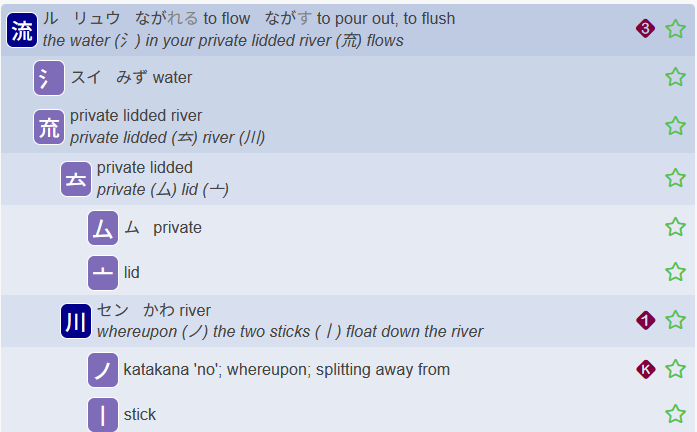 流 ル リュウ ながれる to flow ながす to pour out, to flush 3
the water (氵) in your private lidded river (㐬) flows
氵 スイ みず water
㐬 private lidded river
private lidded (𠫓) river (川)
𠫓 private lidded
private (厶) lid (亠)
厶 ム private
亠 lid
川 セン かわ river 1
whereupon (ノ) the two sticks (丨) float down the river
ノ katakana 'no'; whereupon; splitting away from K
丨 stick